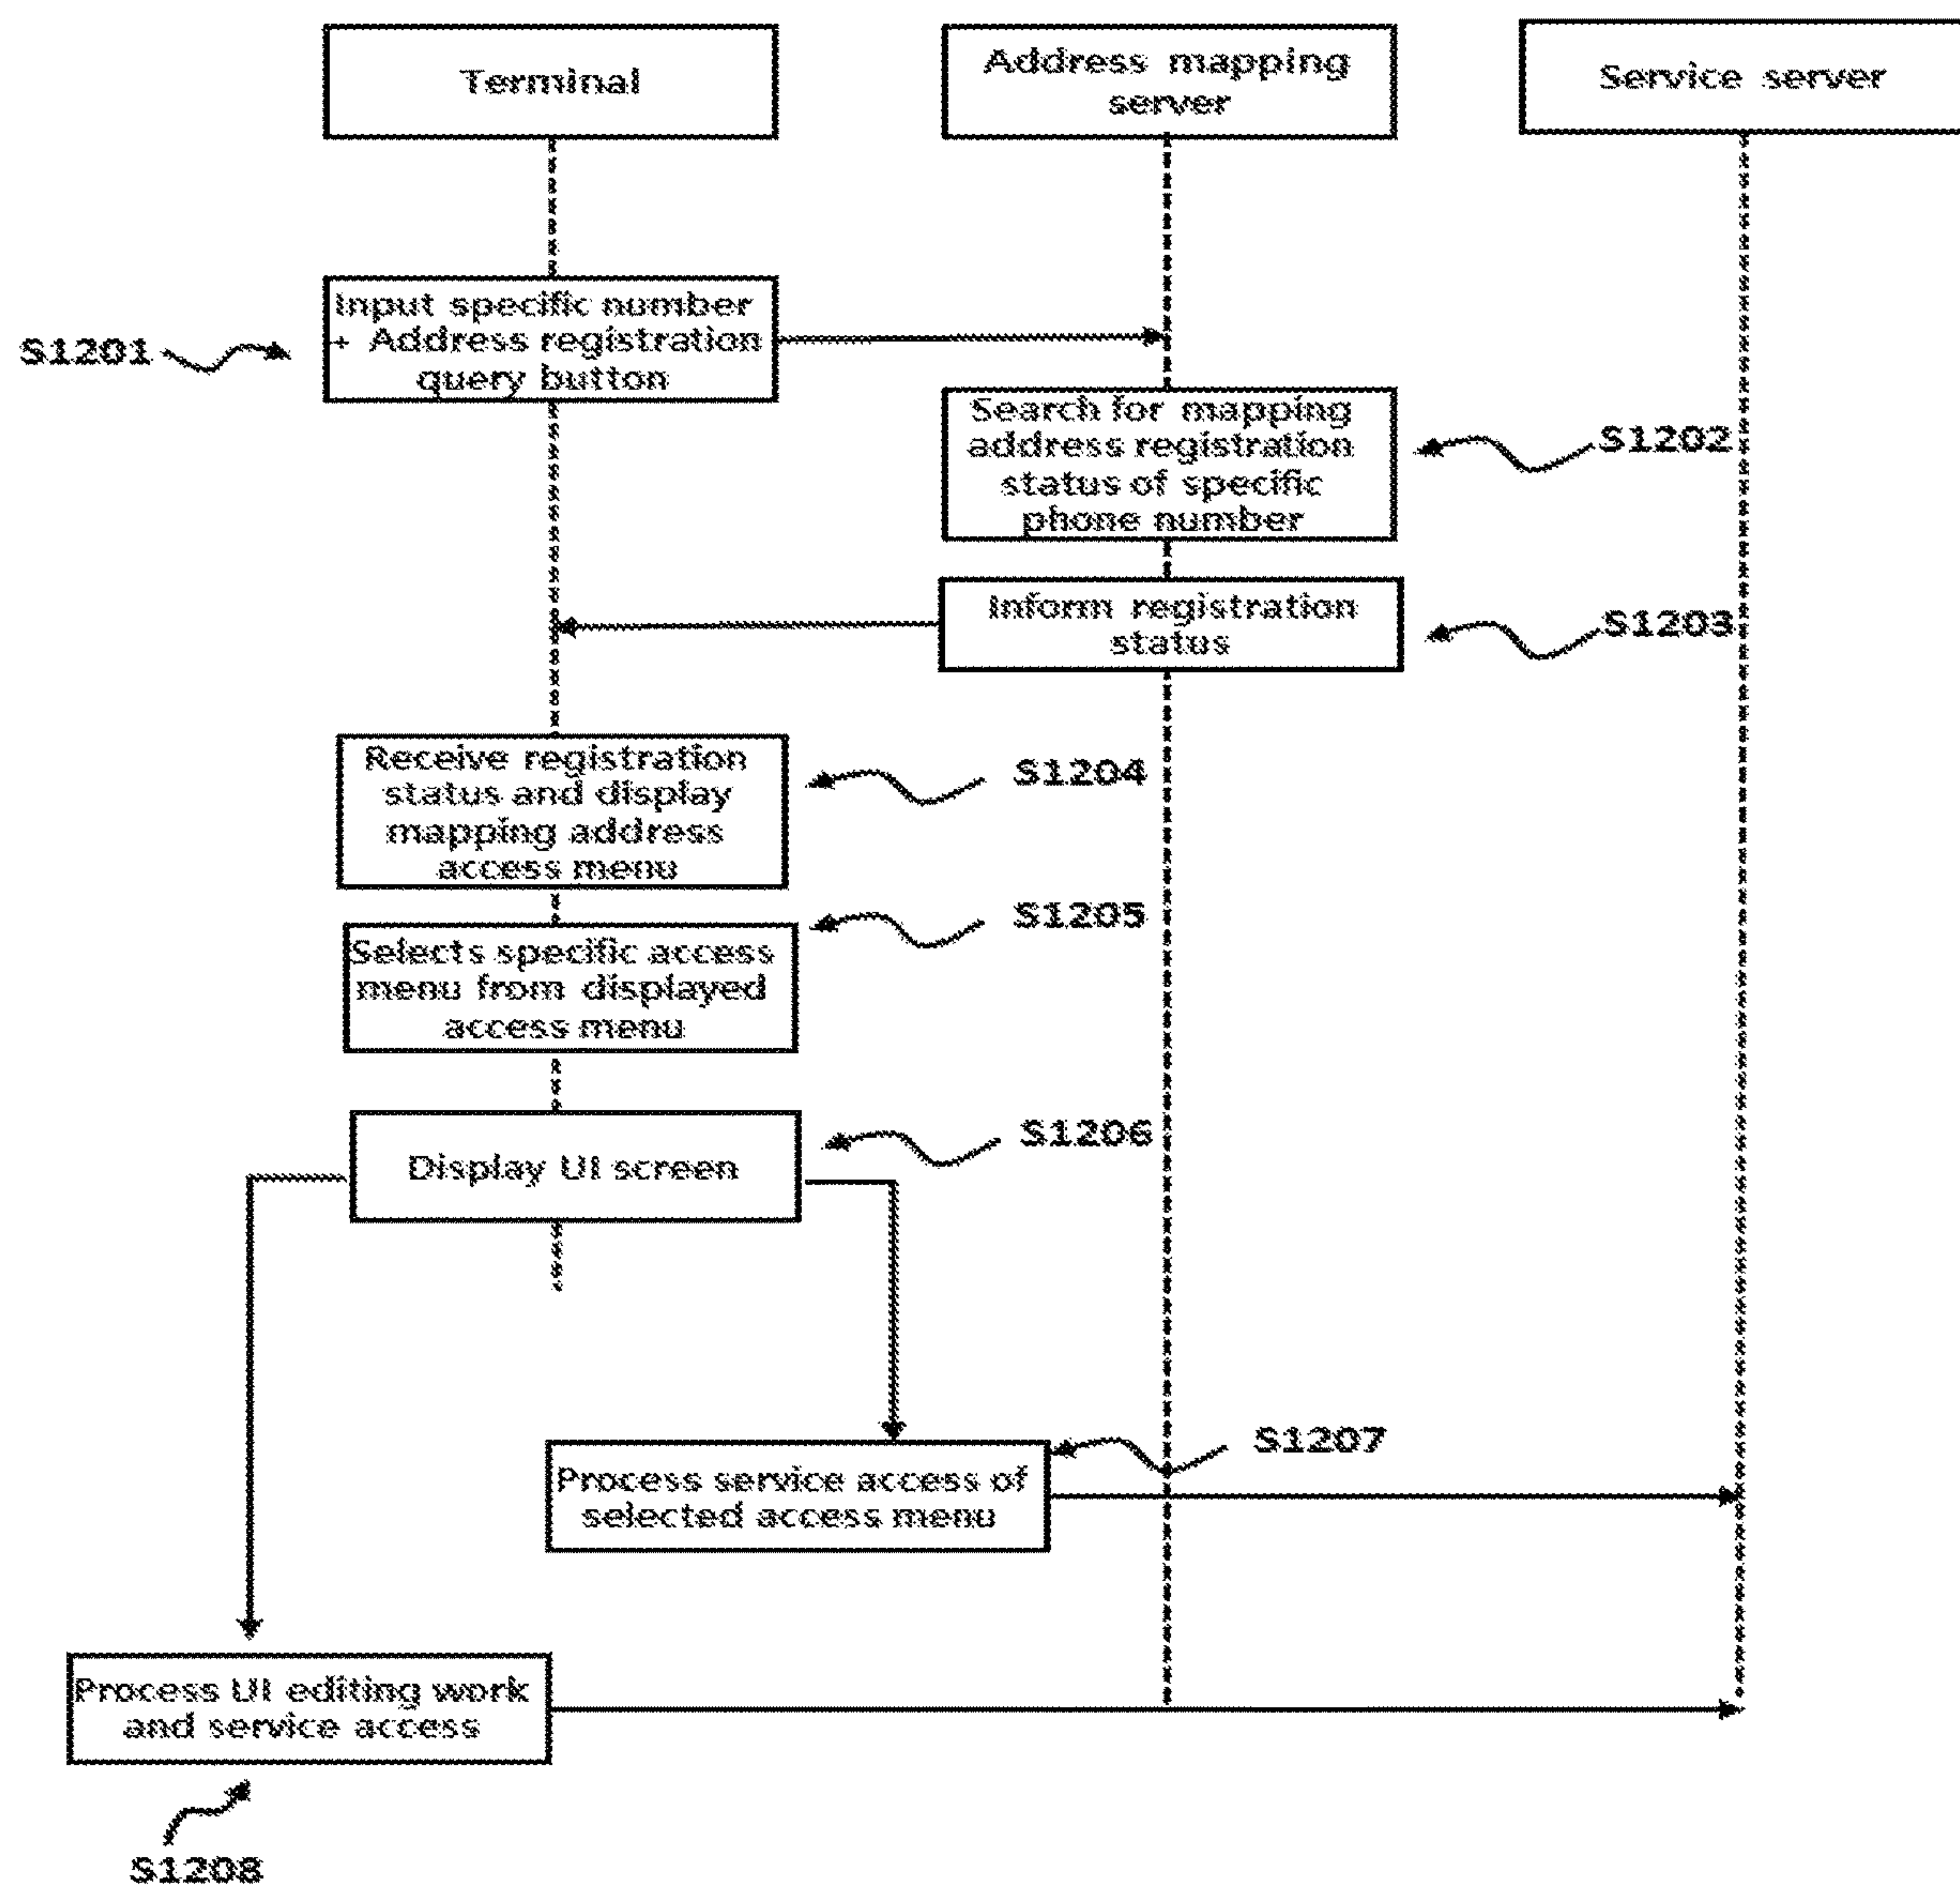 Terminal
Address mapping
server
Service server
Input specific number
+ Address registration
query button
S1201
Search for mapping
address registration
status of specific
phone number
S1202
Inform registration
status
S1203
Receive registration
status and display
mapping address
access menu
S1204
Selects specific access
menu from displayed
access menu
S1205
Display UI screen
S1206
Process service access of
selected access menu
S1207
Process UI editing work
and service access
S1208